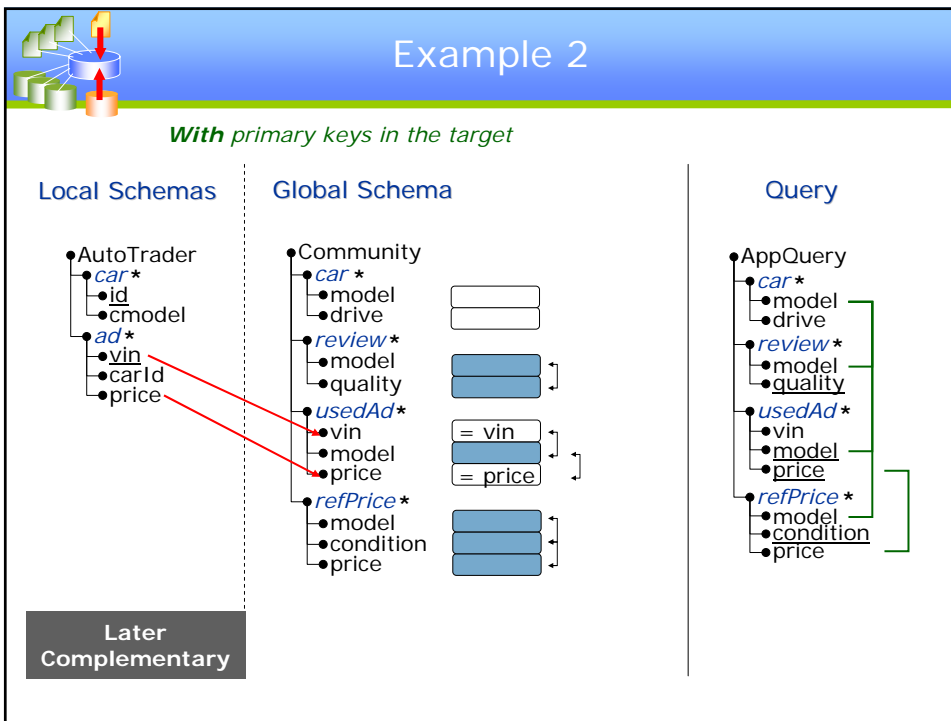 Example 2
With primary keys in the target
Local Schemas
AutoTrader
car *
id
cmodel
ad *
vin
carId
price
Later
Complementary
Global Schema
Community
car *
model
drive
review *
model
quality
usedAd *
vin
= vin
model
price
= price
refPrice *
model
condition
price
Query
AppQuery
car *
model
drive
review *
model
quality
usedAd *
vin
model
price
refPrice *
model
condition
price